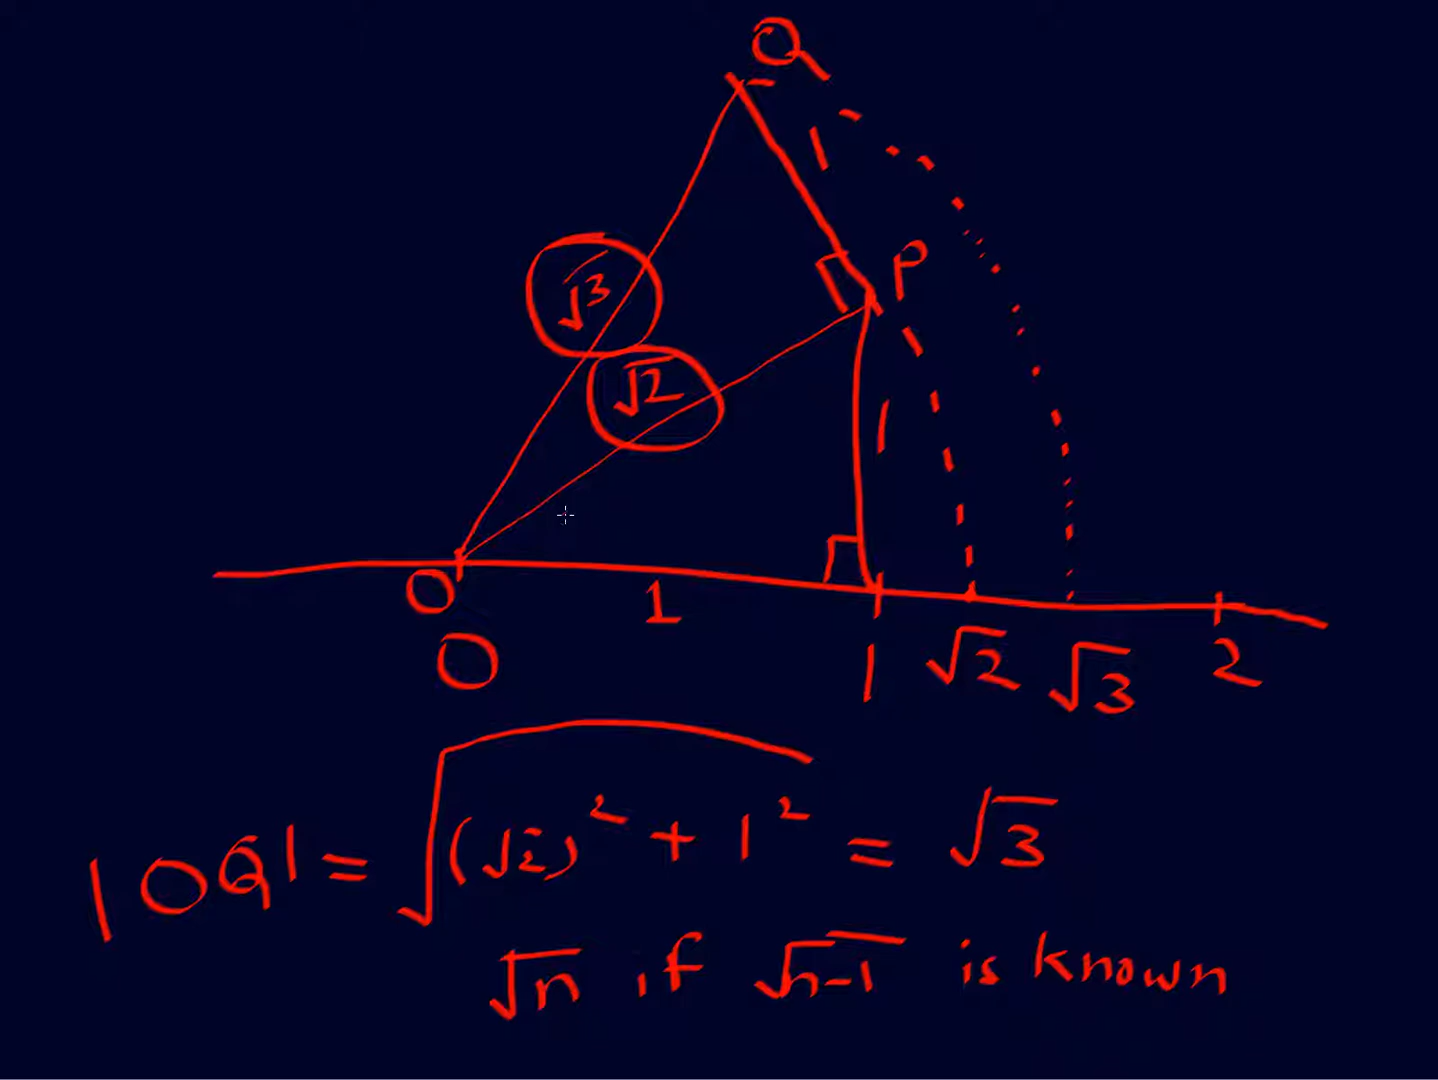 Q
1
P
√3
√2
1
O 1
0 1 √2 √3 2
|OQ| = √((√2)² + 1²) = √3
√n if √n-1 is known